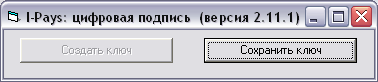 I-Pays: цифровая подпись (версия 2.11.1)
Создать ключ
Сохранить ключ